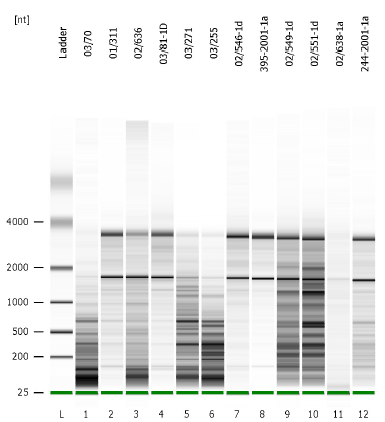 [nt]
Ladder
03/70
01/311
02/636
03/81-1D
03/271
03/255
02/546-1d
395-2001-1a
02/549-1d
02/551-1d
02/638-1a
244-2001-1a
4000
2000
1000
500
200
25
L 1 2 3 4 5 6 7 8 9 10 11 12